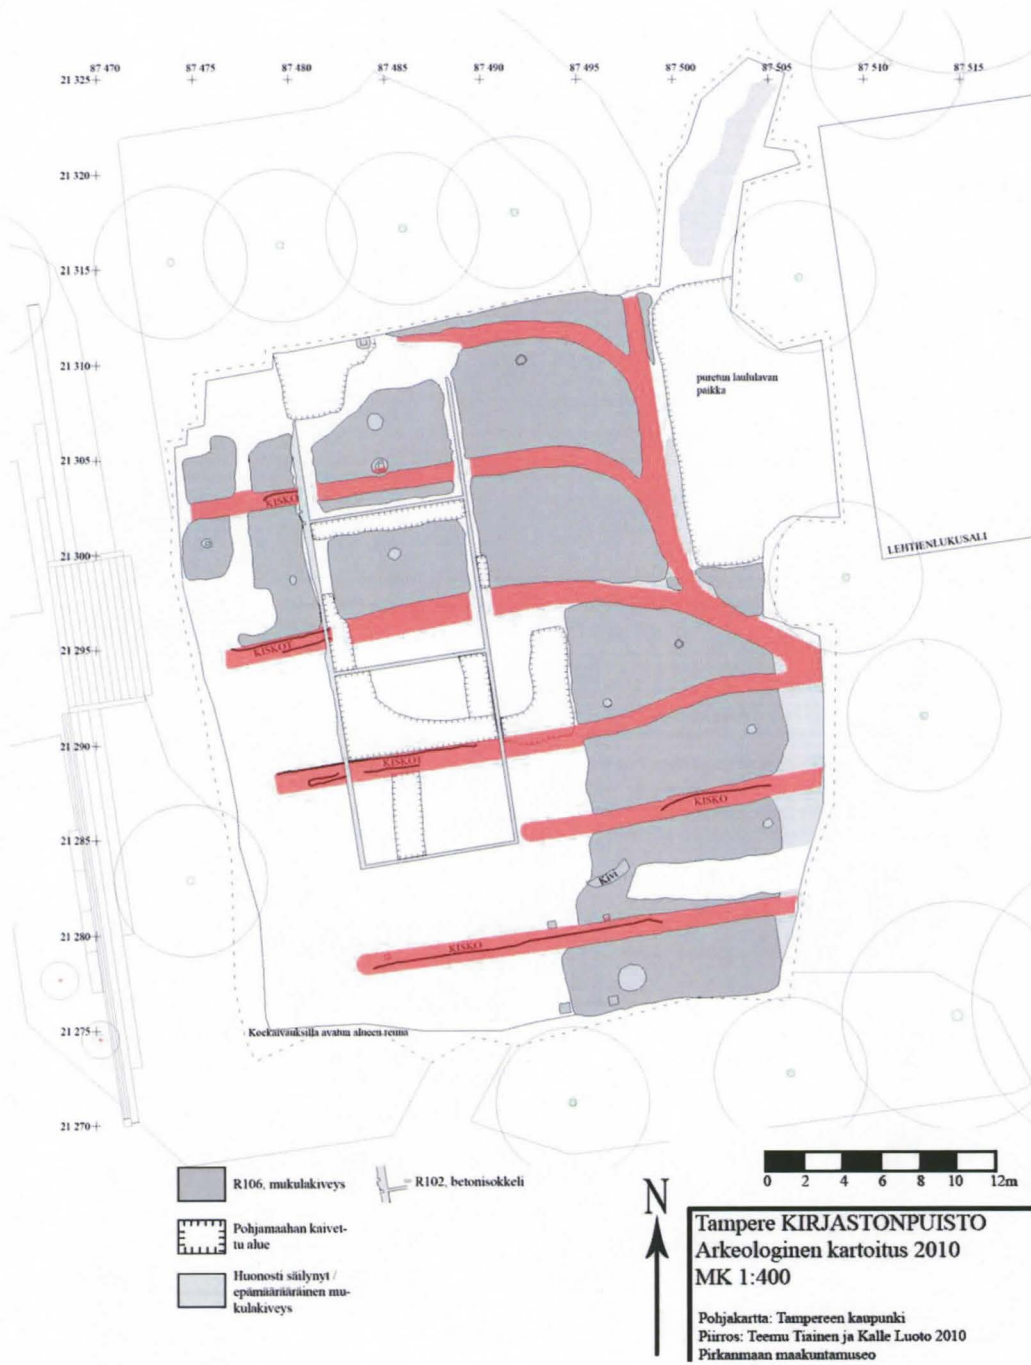 87 470 87 475 87 480 87 485 87 490 87 495 87 500 87 505 87 510 87 515
21 325
21 320
21 315
21 310
puretun laululavan
paikka
21 305
KISKO
21 300
LEHTIENLUKUSALI
21 295
KISKOT
21 290
KISKOT
KISKO
21 285
Kivi
21 280
KISKO
21 275
Koekaivauksilla avatun alueen reuna
21 270
R106, mukulakiveys
= R102, betonisokkeli
Pohjamaahan kaivet-
tu alue
Huonosti säilynyt /
epämäärääräinen mu-
kulakiveys
0 2 4 6 8 10 12m
N
Tampere KIRJASTONPUISTO
Arkeologinen kartoitus 2010
MK 1:400
Pohjakartta: Tampereen kaupunki
Piirros: Teemu Tiainen ja Kalle Luoto 2010
Pirkanmaan maakuntamuseo